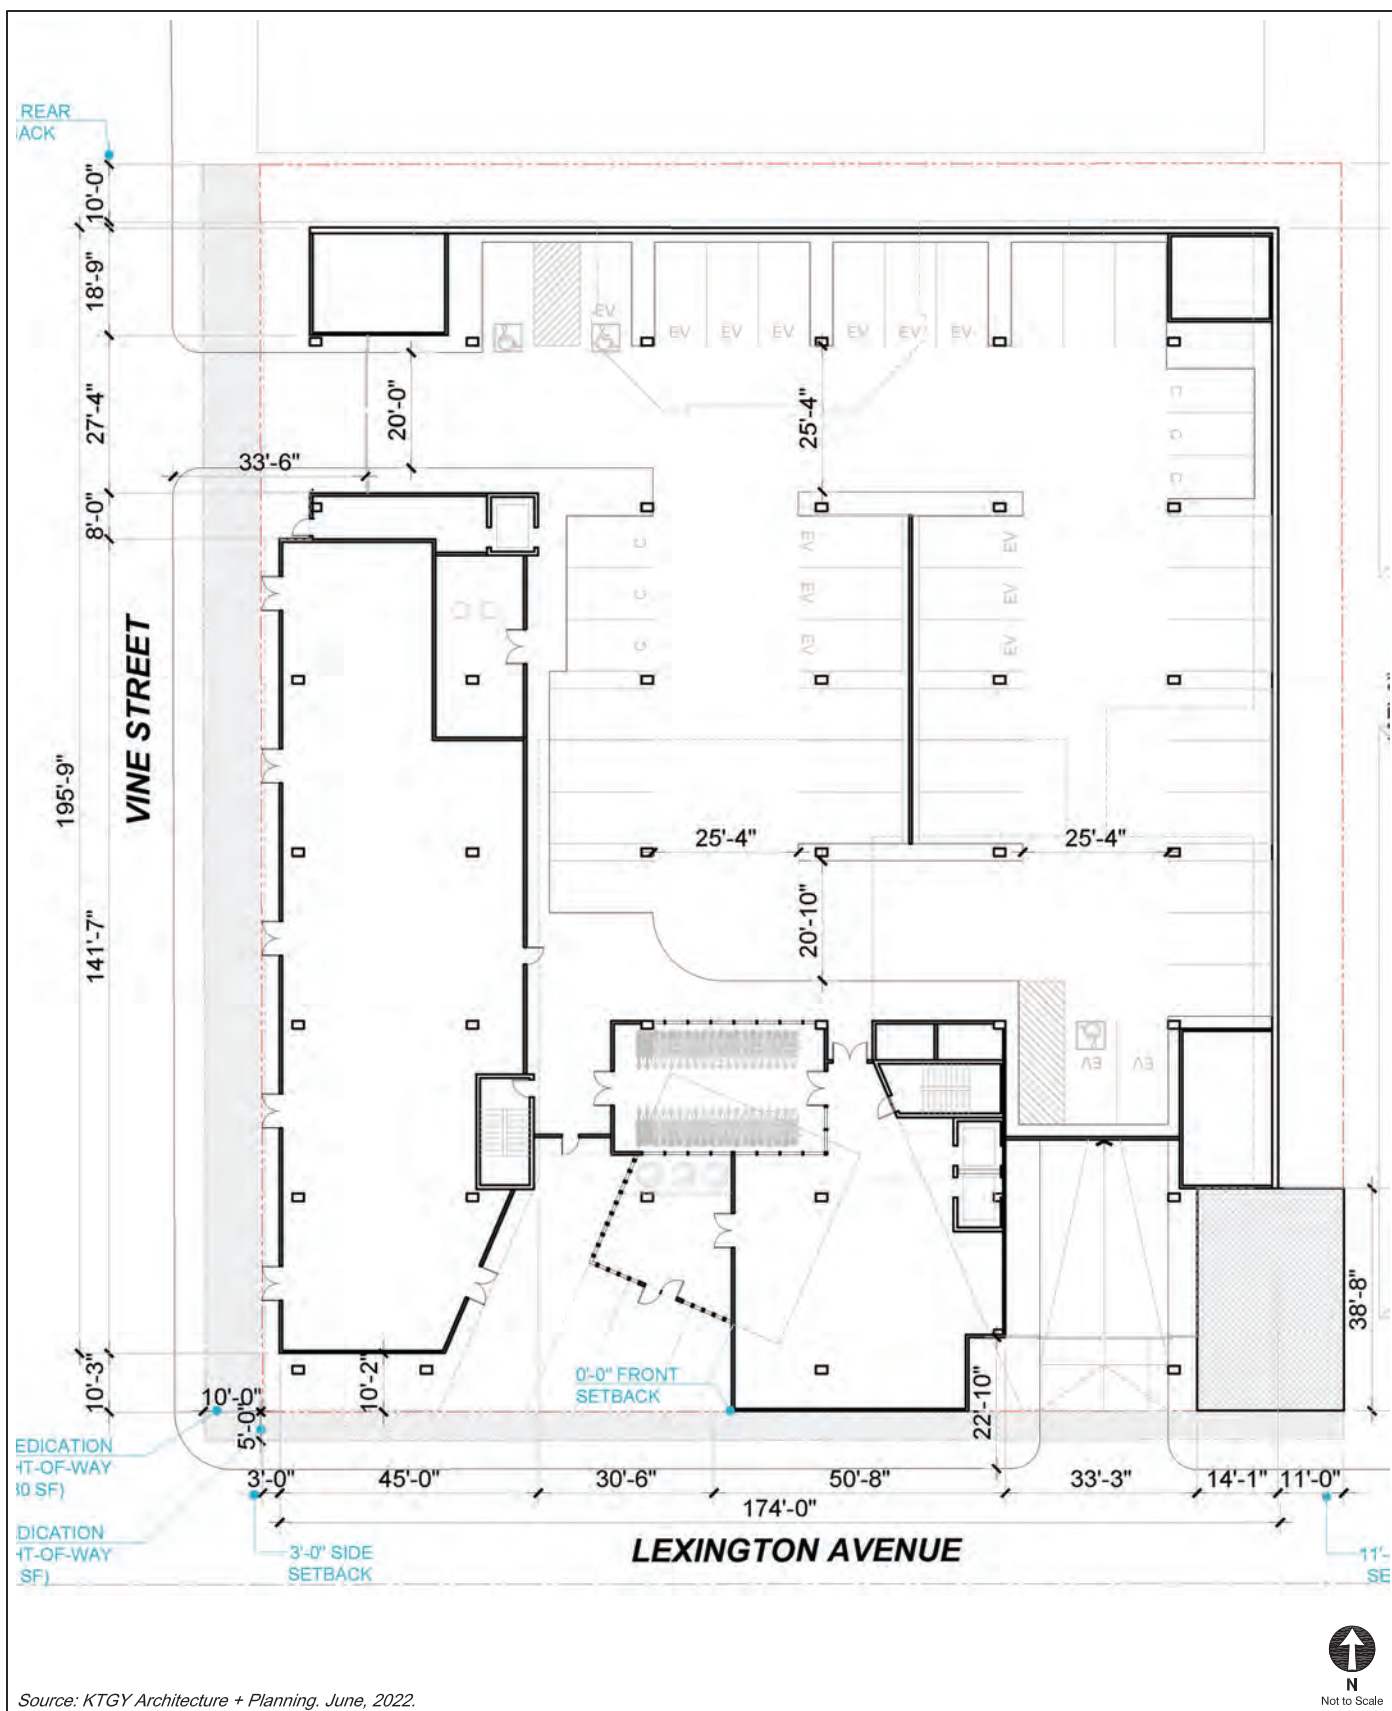 REAR
ACK
10'-0"
18'-9"
27'-4"
8'-0"
195'-9"
141'-7"
10'-3"
VINE STREET
33'-6"
20'-0"
25'-4"
EV
EV
EV
EV
EV
EV
EV
C
C
C
C
C
C
EV
EV
EV
EV
EV
EV
25'-4"
25'-4"
20'-10"
EV
EV
38'-8"
22'-10"
10'-2"
10'-0"
5'-0"
0'-0" FRONT
SETBACK
EDICATION
HT-OF-WAY
30 SF)
DICATION
HT-OF-WAY
SF)
3'-0"
45'-0"
30'-6"
50'-8"
33'-3"
14'-1"
11'-0"
174'-0"
3'-0" SIDE
SETBACK
LEXINGTON AVENUE
11'-
SE
N
Not to Scale
Source: KTGY Architecture + Planning. June, 2022.